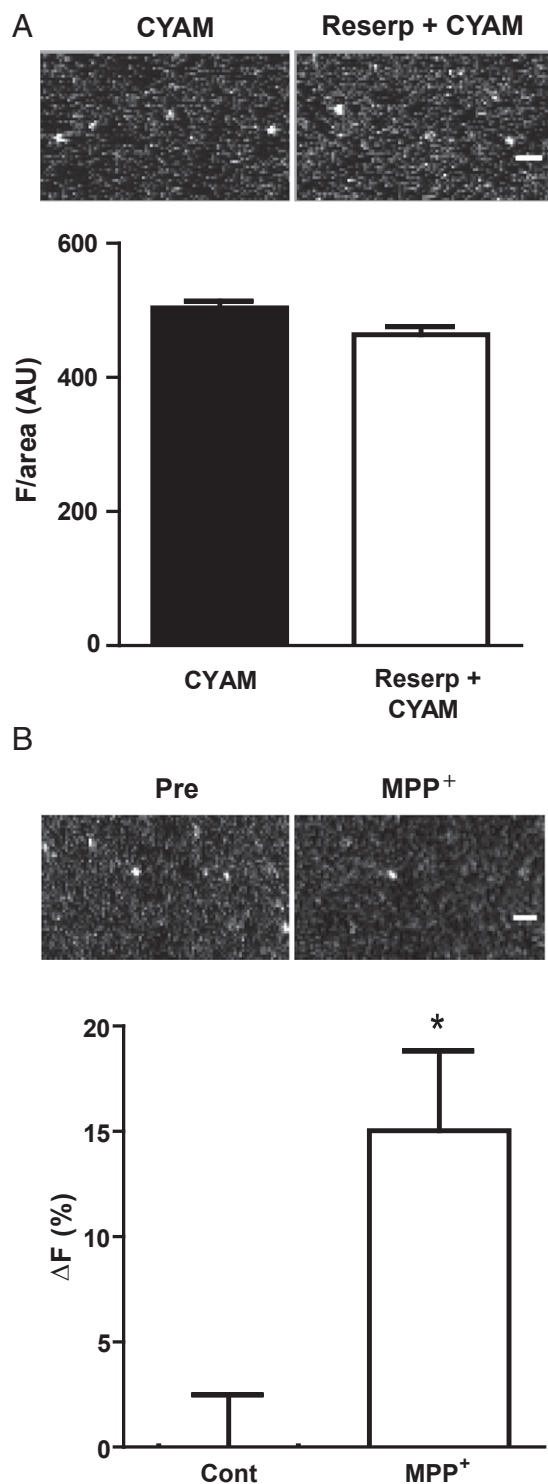 A
CYAM
Reserp + CYAM
600
400
200
0
F/area (AU)
CYAM
Reserp +
CYAM
B
Pre
MPP⁺
20
15
10
5
0
ΔF (%)
*
Cont
MPP⁺